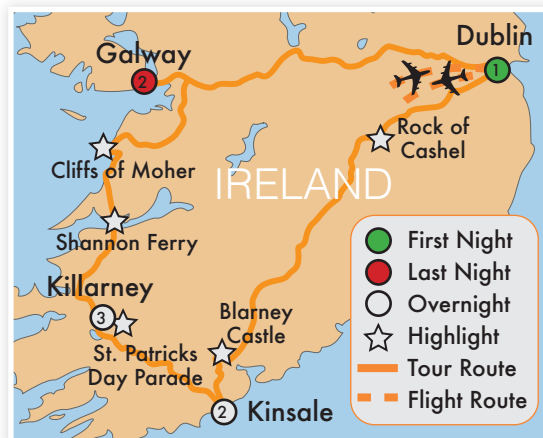 Galway
2
Dublin
1
Rock of
Cashel
Cliffs of Moher
IRELAND
Shannon Ferry
Killarney
3
St. Patricks
Day Parade
Blarney
Castle
2
Kinsale
First Night
Last Night
Overnight
Highlight
Tour Route
Flight Route